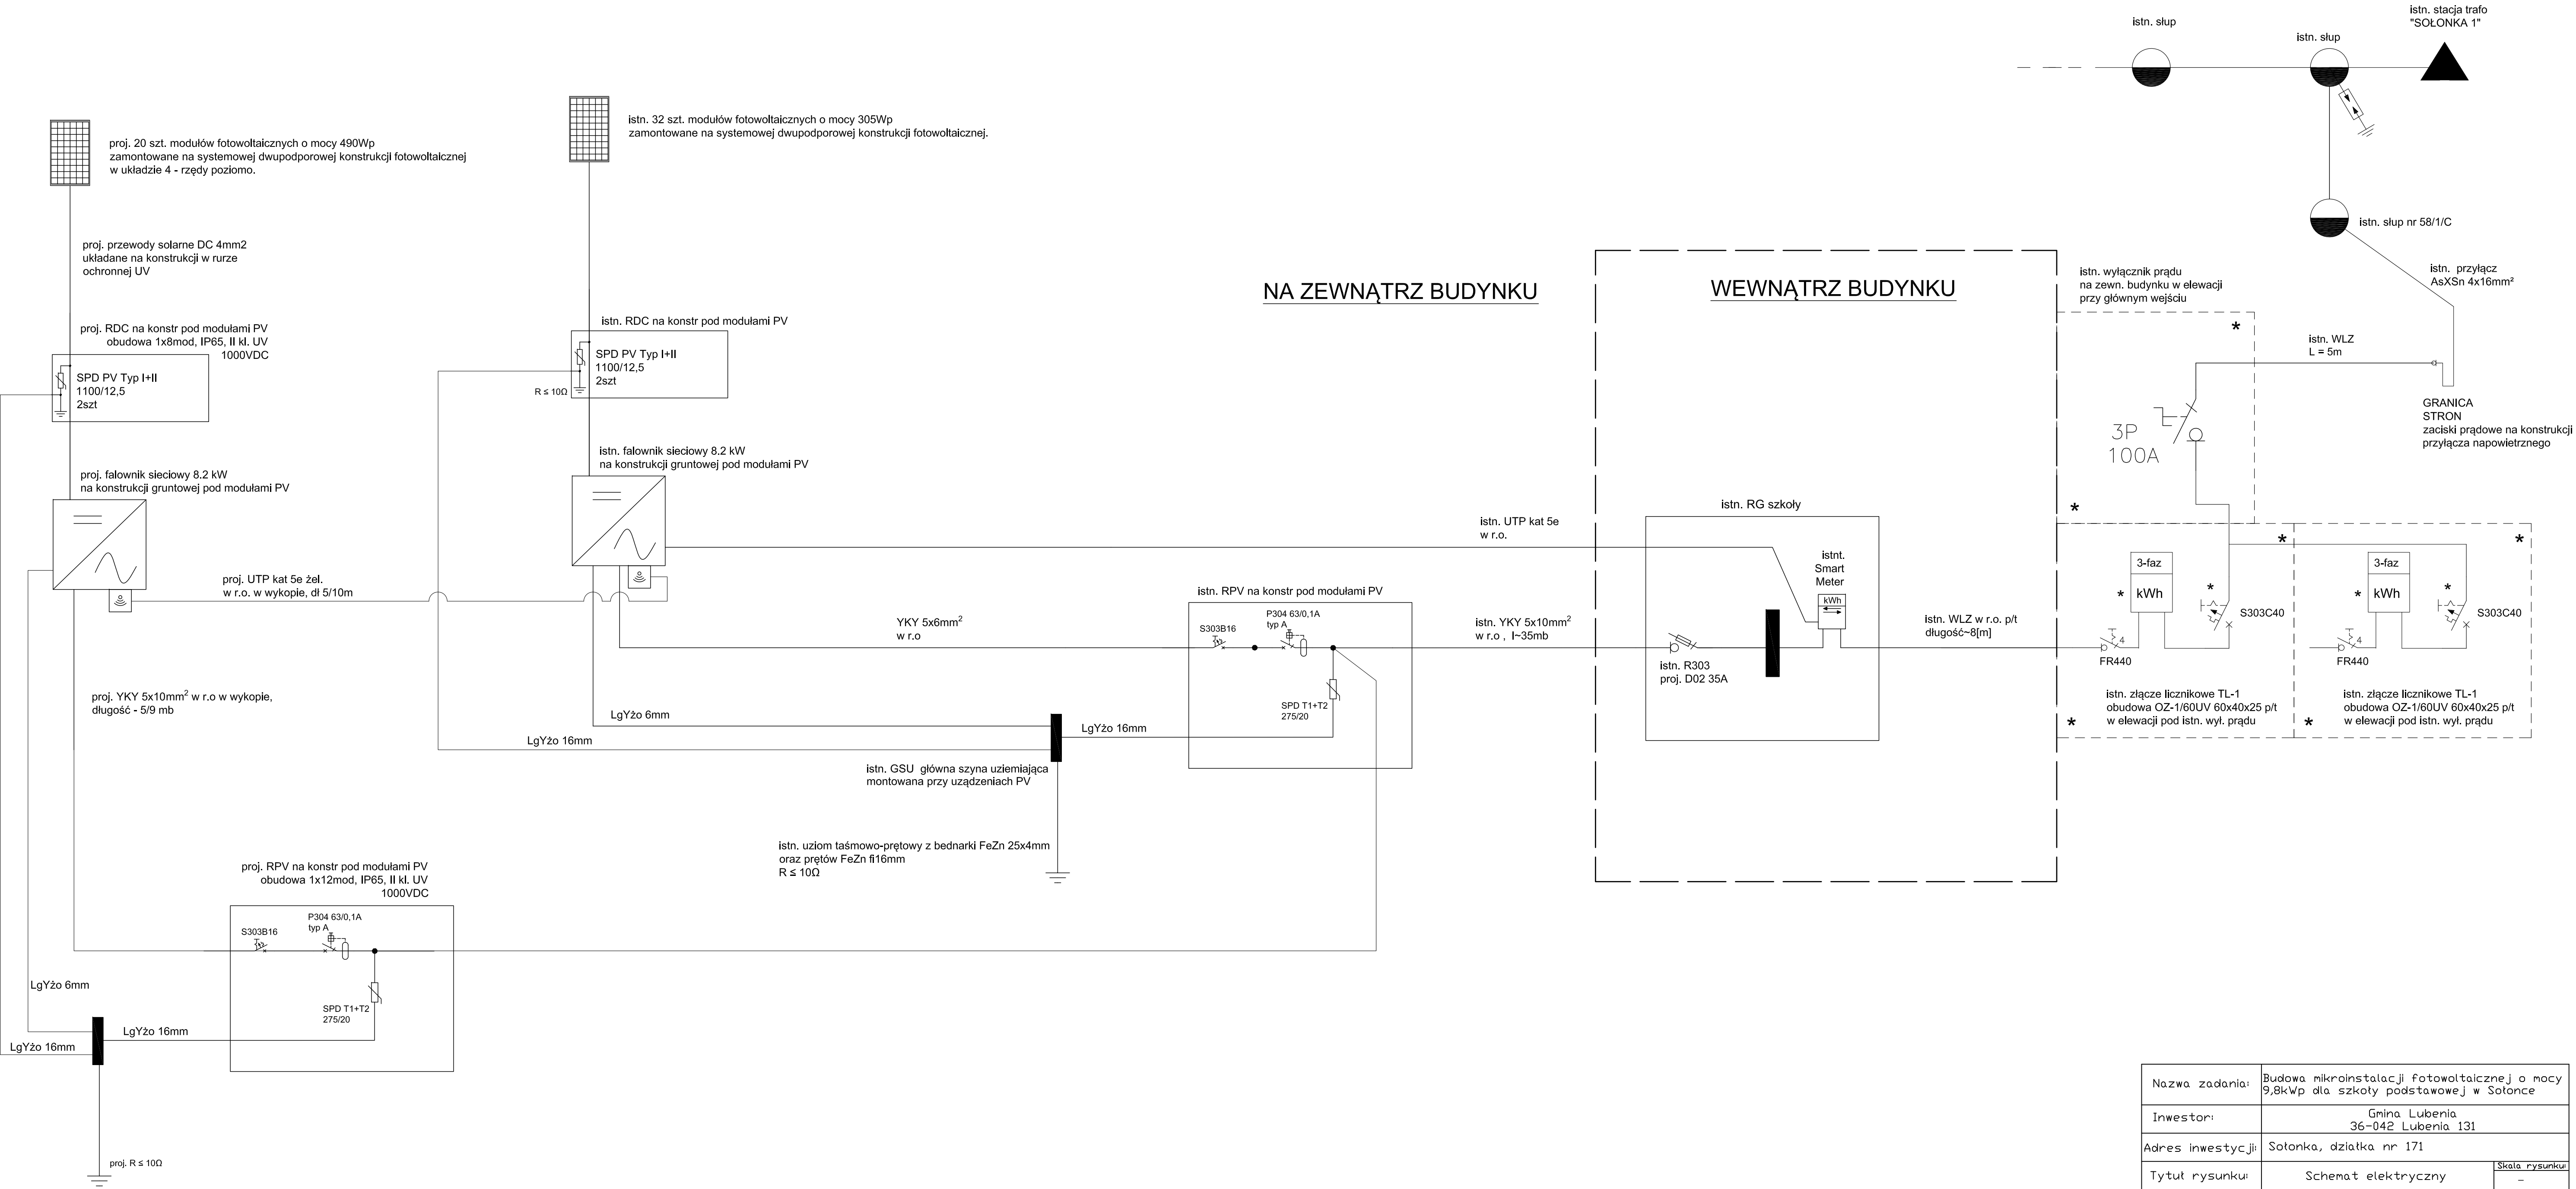 istn. stacja trafo
"SOŁONKA 1"
istn. słup
istn. słup
istn. 32 szt. modułów fotowoltaicznych o mocy 305Wp
zamontowane na systemowej dwupodporowej konstrukcji fotowoltaicznej.
proj. 20 szt. modułów fotowoltaicznych o mocy 490Wp
zamontowane na systemowej dwupodporowej konstrukcji fotowoltaicznej
w układzie 4 - rzędy poziomo.
istn. słup nr 58/1/C
proj. przewody solarne DC 4mm2
układane na konstrukcji w rurze
ochronnej UV
NA ZEWNĄTRZ BUDYNKU
WEWNĄTRZ BUDYNKU
istn. wyłącznik prądu
na zewn. budynku w elewacji
przy głównym wejściu
istn. przyłącz
AsXSn 4x16mm²
proj. RDC na konstr pod modułami PV
obudowa 1x8mod, IP65, II kl. UV
1000VDC
istn. RDC na konstr pod modułami PV
*
istn. WLZ
L = 5m
SPD PV Typ I+II
1100/12,5
2szt
SPD PV Typ I+II
1100/12,5
2szt
R ≤ 10Ω
GRANICA
STRON
zaciski prądowe na konstrukcji
przyłącza napowietrznego
3P
100A
proj. falownik sieciowy 8.2 kW
na konstrukcji gruntowej pod modułami PV
istn. falownik sieciowy 8.2 kW
na konstrukcji gruntowej pod modułami PV
istn. RG szkoły
*
istn. UTP kat 5e
w r.o.
istnt.
Smart
Meter
kWh
*
*
3-faz
kWh
*
*
S303C40
3-faz
kWh
*
*
S303C40
proj. UTP kat 5e żel.
w r.o. w wykopie, dł 5/10m
istn. RPV na konstr pod modułami PV
YKY 5x6mm²
w r.o
S303B16
P304 63/0,1A
typ A
istn. YKY 5x10mm²
w r.o , l~35mb
Istn. WLZ w r.o. p/t
długość~8[m]
4
FR440
4
FR440
istn. R303
proj. D02 35A
proj. YKY 5x10mm² w r.o w wykopie,
długość - 5/9 mb
LgYżo 6mm
LgYżo 16mm
LgYżo 16mm
SPD T1+T2
275/20
istn. złącze licznikowe TL-1
obudowa OZ-1/60UV 60x40x25 p/t
w elewacji pod istn. wył. prądu
*
istn. złącze licznikowe TL-1
obudowa OZ-1/60UV 60x40x25 p/t
w elewacji pod istn. wył. prądu
*
istn. GSU główna szyna uziemiająca
montowana przy uządzeniach PV
istn. uziom taśmowo-prętowy z bednarki FeZn 25x4mm
oraz prętów FeZn fi16mm
R ≤ 10Ω
proj. RPV na konstr pod modułami PV
obudowa 1x12mod, IP65, II kl. UV
1000VDC
S303B16
P304 63/0,1A
typ A
LgYżo 6mm
SPD T1+T2
275/20
LgYżo 16mm
LgYżo 16mm
proj. R ≤ 10Ω
Nazwa zadania:
Budowa mikroinstalacji fotowoltaicznej o mocy
9,8kWp dla szkoły podstawowej w Sołonce
Inwestor:
Gmina Lubenia
36-042 Lubenia 131
Adres inwestycji:
Sołonka, działka nr 171
Tytuł rysunku:
Schemat elektryczny
Skala rysunku:
-